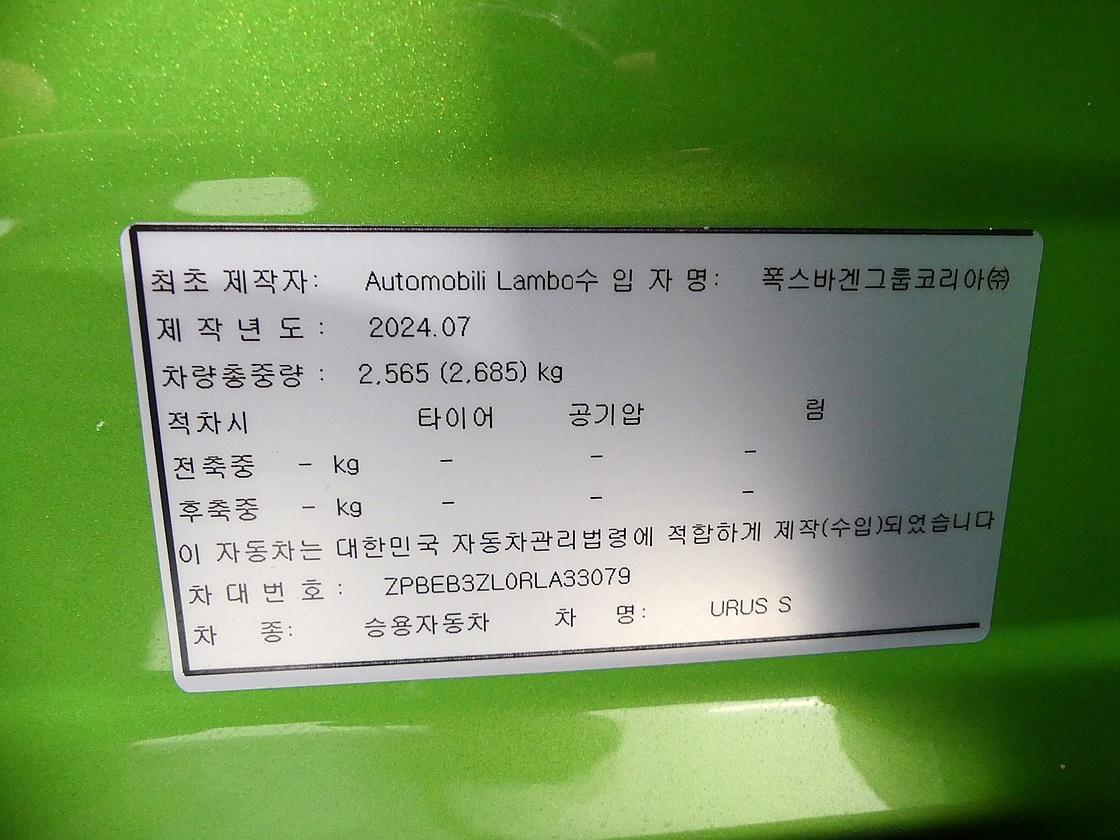 최초 제작자: Automobili Lambo수 입 자 명: 폭스바겐그룹코리아㈜
제 작 년 도 : 2024.07
차량총중량 : 2,565 (2,685) kg
적차시 타이어 공기압 림
전축중 - kg - - -
후축중 - kg - - -
이 자동차는 대한민국 자동차관리법령에 적합하게 제작(수입)되었습니다
차 대 번 호 : ZPBEB3ZL0RLA33079
차 종: 승용자동차 차 명: URUS S